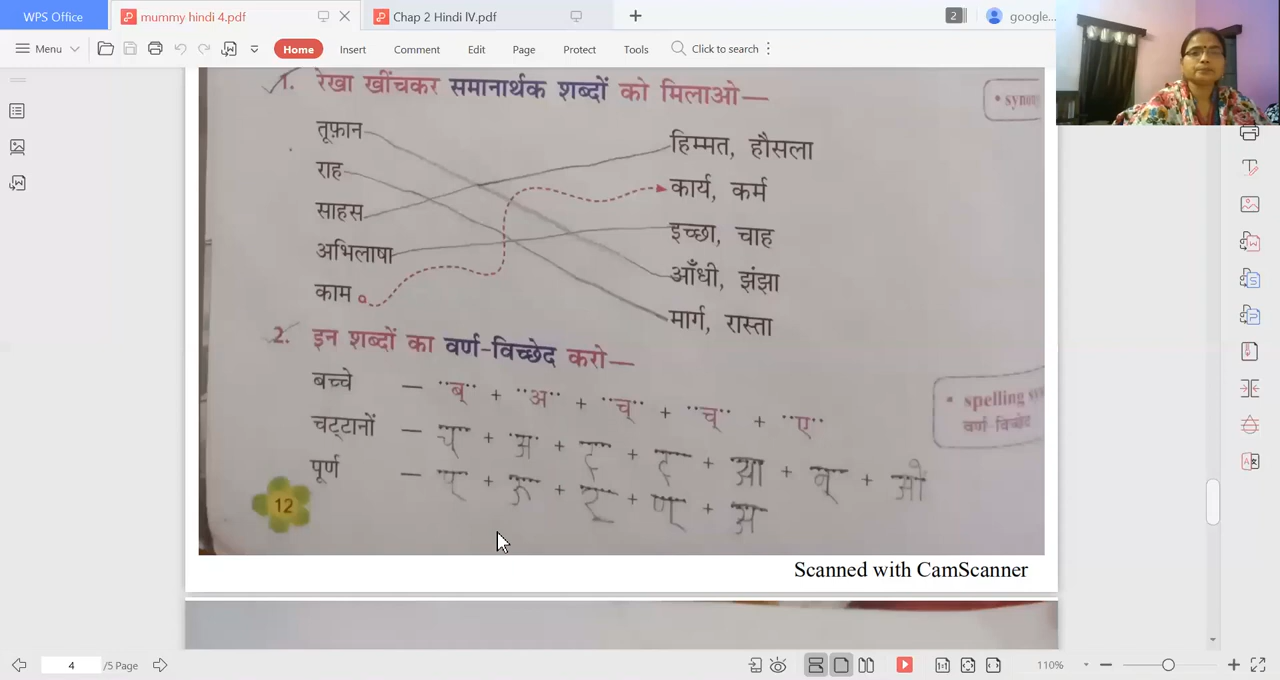 WPS Office mummy hindi 4.pdf Chap 2 Hindi IV.pdf 2 google...
Menu Home Insert Comment Edit Page Protect Tools Click to search
1. रेखा खींचकर समानार्थक शब्दों को मिलाओ—
तूफ़ान हिम्मत, हौसला
राह कार्य, कर्म
साहस इच्छा, चाह
अभिलाषा आँधी, झंझा
काम मार्ग, रास्ता
2. इन शब्दों का वर्ण-विच्छेद करो—
बच्चे — ब् + अ + च् + च् + ए
चट्टानों — च् + अ + ट् + ट् + आ + न् + ओं
पूर्ण — प् + ऊ + र् + ण् + अ
spelling
वर्ण-विच्छेद
12
Scanned with CamScanner
4 /5 Page 110%